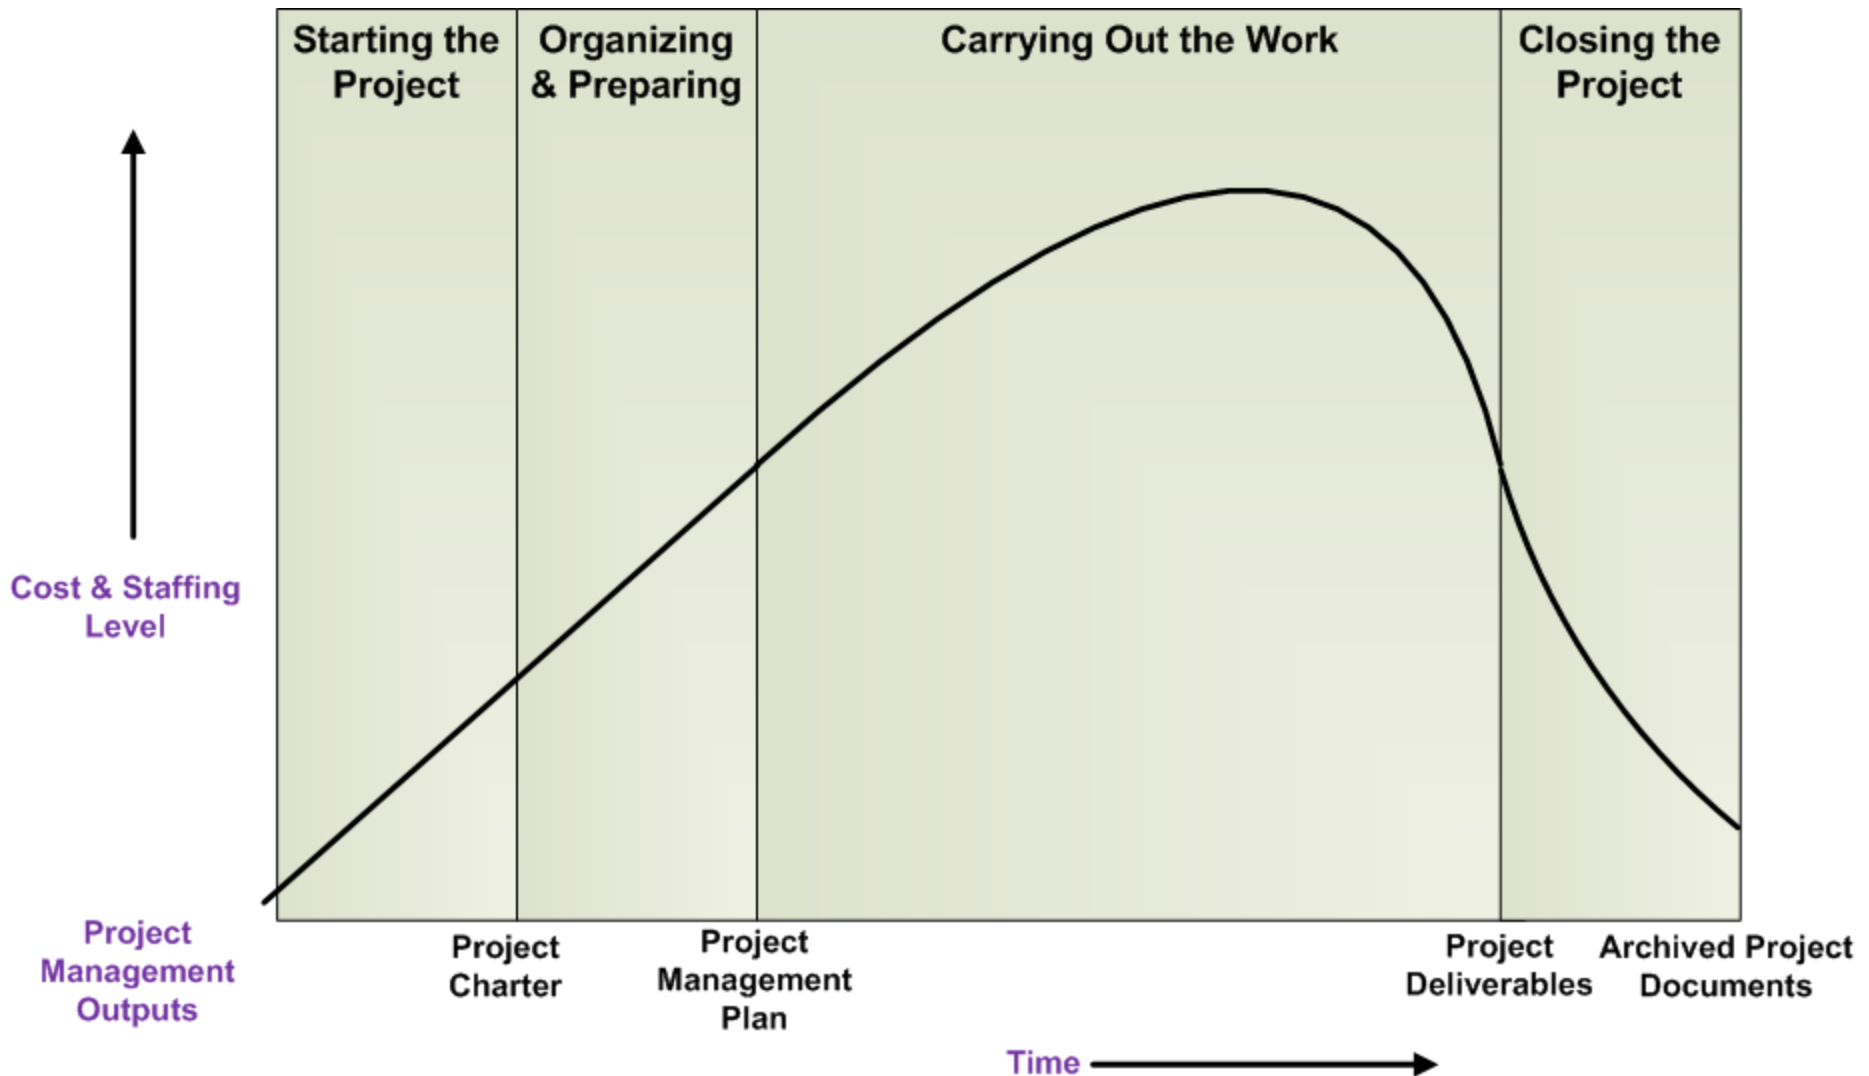 Starting the
Project
Organizing
& Preparing
Carrying Out the Work
Closing the
Project
Cost & Staffing
Level
Project
Management
Outputs
Project
Charter
Project
Management
Plan
Project
Deliverables
Archived Project
Documents
Time